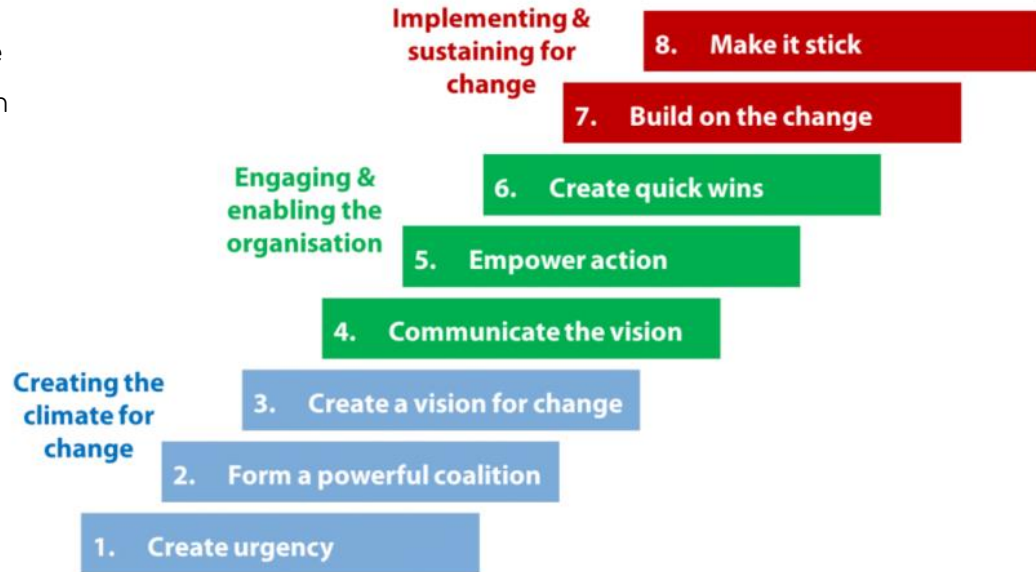 Implementing &
sustaining for
change
8. Make it stick
7. Build on the change
Engaging &
enabling the
organisation
6. Create quick wins
5. Empower action
4. Communicate the vision
Creating the
climate for
change
3. Create a vision for change
2. Form a powerful coalition
1. Create urgency